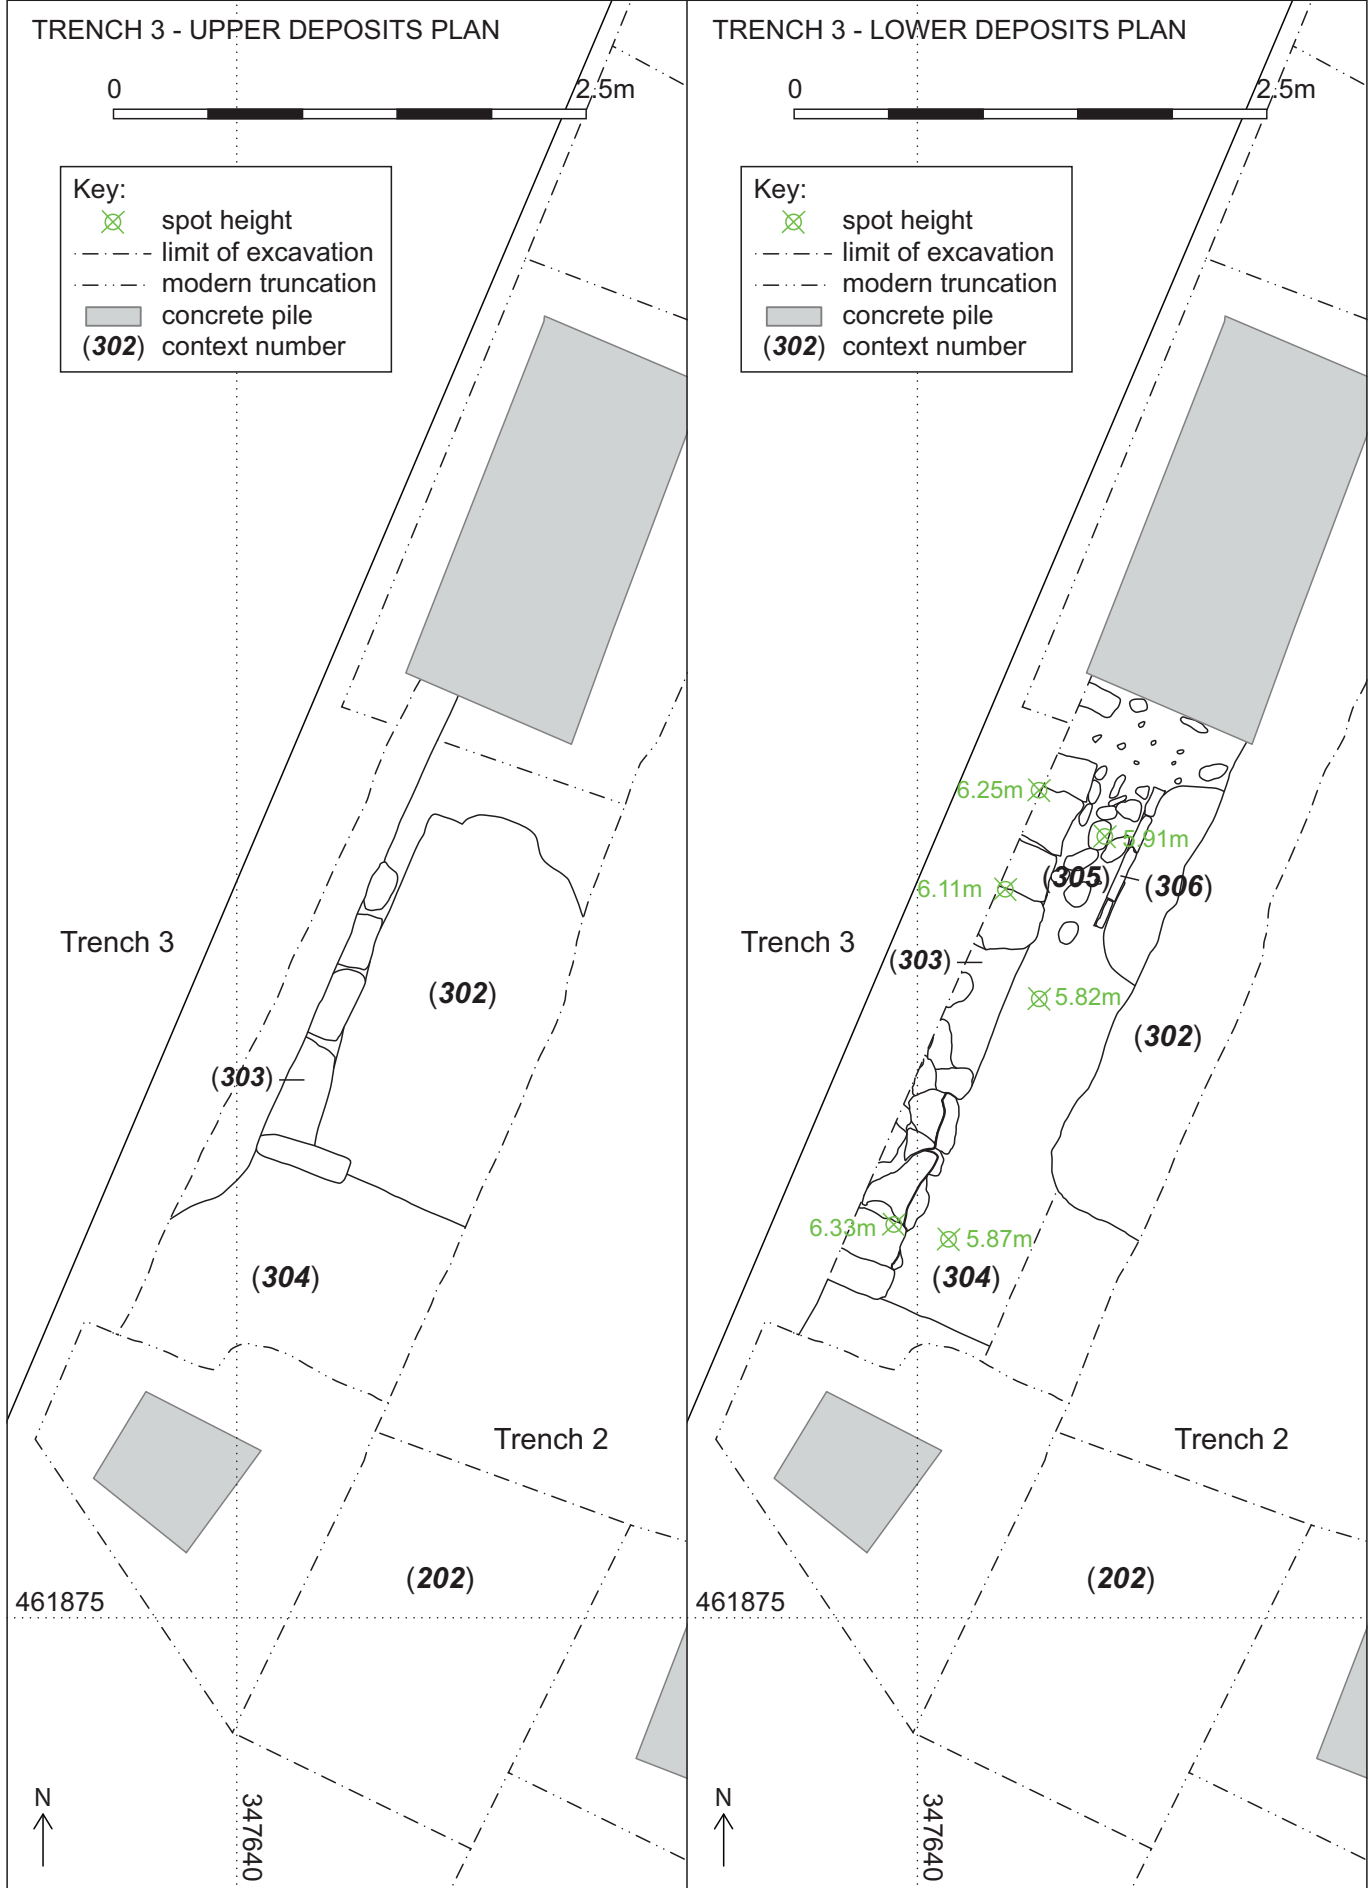 TRENCH 3 - UPPER DEPOSITS PLAN
0 2.5m
Key:
spot height
limit of excavation
modern truncation
concrete pile
(302) context number
Trench 3
(302)
(303)
(304)
Trench 2
(202)
461875
N
347640
TRENCH 3 - LOWER DEPOSITS PLAN
0 2.5m
Key:
spot height
limit of excavation
modern truncation
concrete pile
(302) context number
6.25m
5.91m
(305)
(306)
6.11m
Trench 3
(303)
5.82m
(302)
6.33m
5.87m
(304)
Trench 2
(202)
461875
N
347640